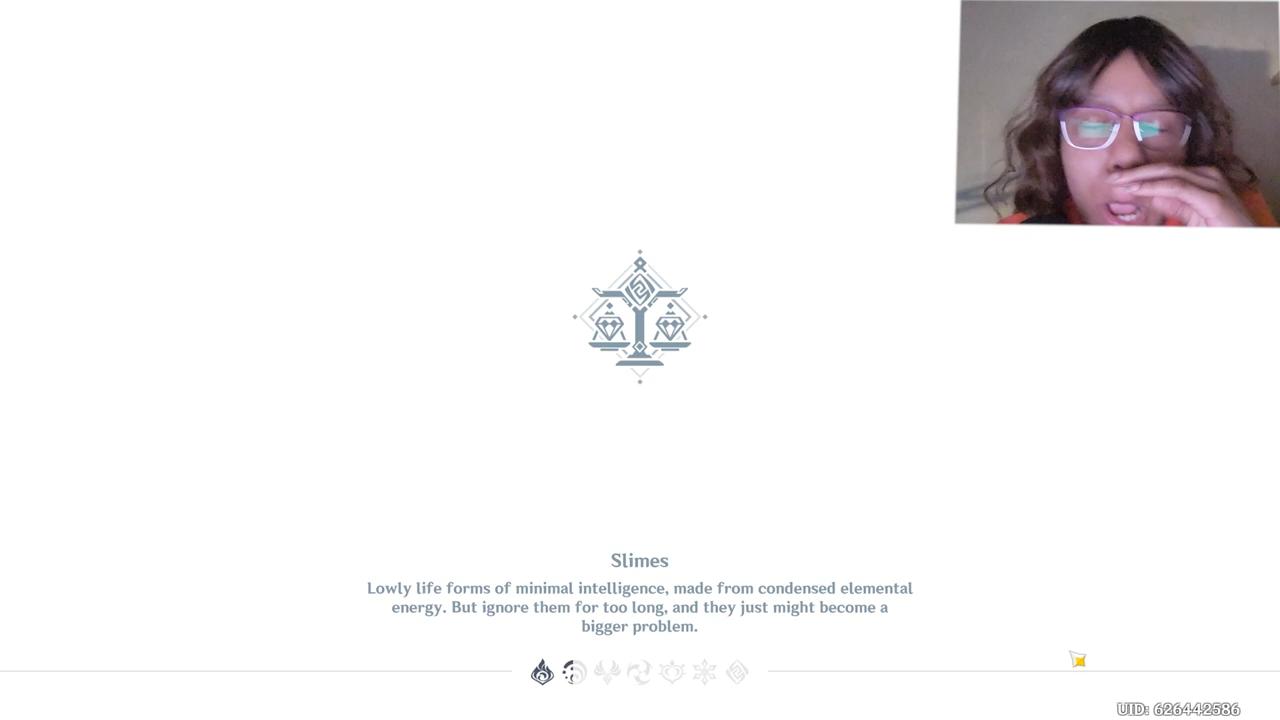 Slimes
Lowly life forms of minimal intelligence, made from condensed elemental
energy. But ignore them for too long, and they just might become a
bigger problem.
UID: 626442586